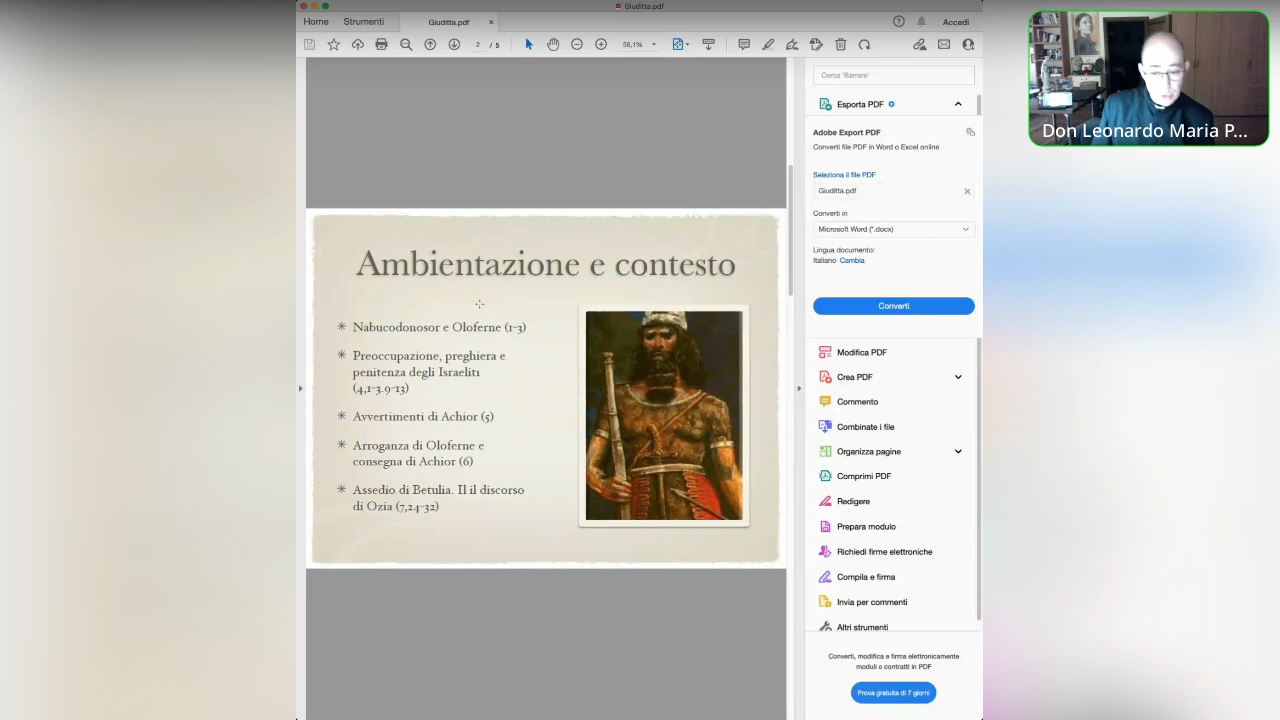 Giuditta.pdf
Home
Strumenti
Giuditta.pdf
×
Accedi
2 / 5
58,1%
Cerca 'Barrare'
Esporta PDF
Adobe Export PDF
Converti file PDF in Word o Excel online
Seleziona il file PDF
Giuditta.pdf
Converti in
Microsoft Word (*.docx)
Lingua documento:
Italiano Cambia
Converti
Modifica PDF
Crea PDF
Commento
Combinate i file
Organizza pagine
Comprimi PDF
Redigere
Prepara modulo
Richiedi firme elettroniche
Compila e firma
Invia per commenti
Altri strumenti
Converti, modifica e firma elettronicamente
moduli e contratti in PDF
Prova gratuita di 7 giorni
Ambientazione e contesto
Nabucodonosor e Oloferne (1-3)
Preoccupazione, preghiera e
penitenza degli Israeliti
(4,1-3.9-13)
Avvertimenti di Achior (5)
Arroganza di Oloferne e
consegna di Achior (6)
Assedio di Betulia. Il il discorso
di Ozia (7,24-32)
Don Leonardo Maria P...